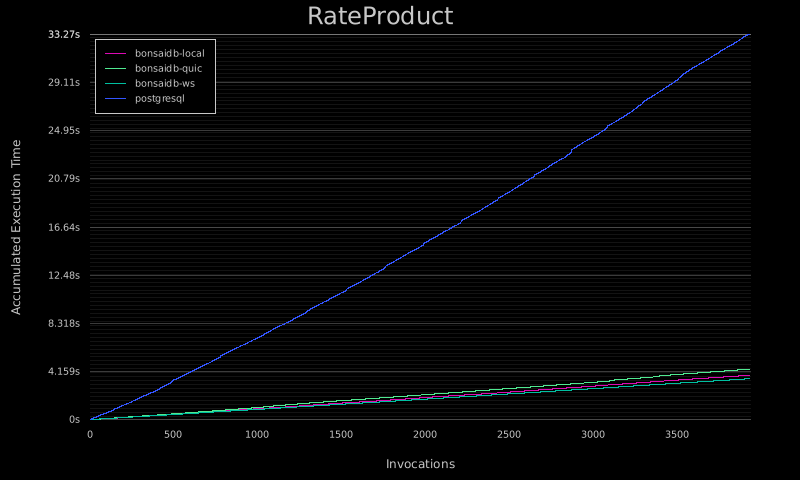 RateProduct
33.27s
29.11s
24.95s
20.79s
16.64s
12.48s
8.318s
4.159s
0s
bonsaidb-local
bonsaidb-quic
bonsaidb-ws
postgresql
Accumulated Execution Time
0 500 1000 1500 2000 2500 3000 3500
Invocations